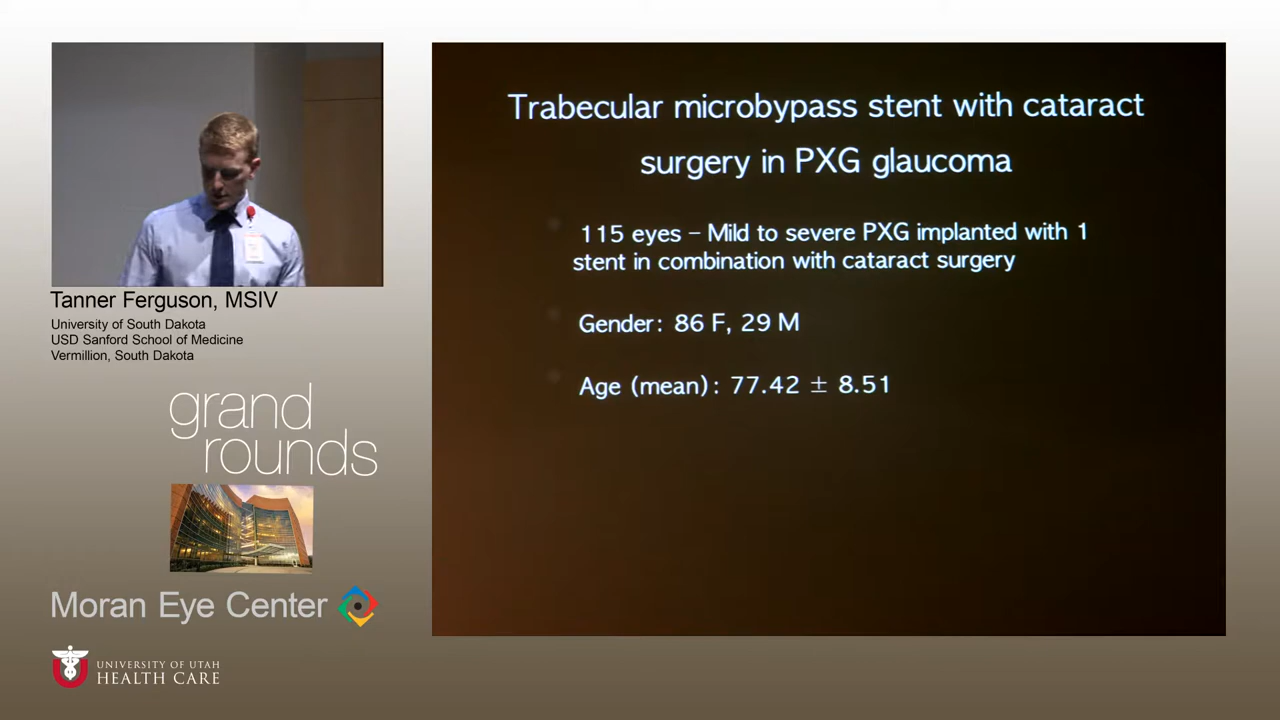 Trabecular microbypass stent with cataract
surgery in PXG glaucoma
115 eyes – Mild to severe PXG implanted with 1
stent in combination with cataract surgery
Gender: 86 F, 29 M
Age (mean): 77.42 ± 8.51
Tanner Ferguson, MSIV
University of South Dakota
USD Sanford School of Medicine
Vermillion, South Dakota
grand
rounds
Moran Eye Center
UNIVERSITY OF UTAH
HEALTH CARE